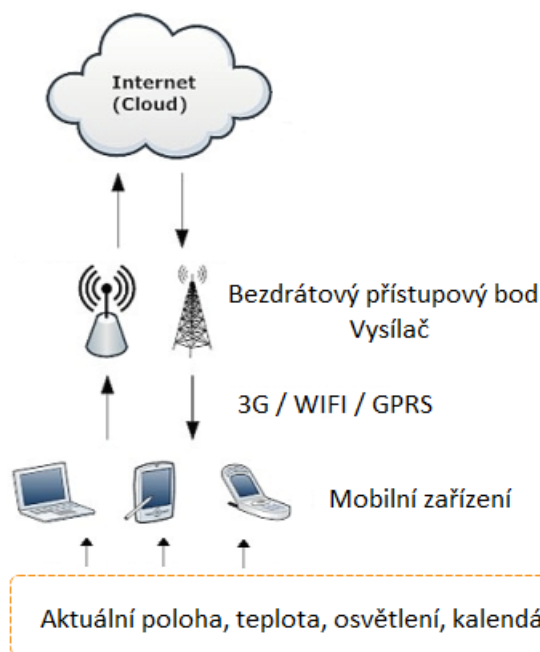 Internet
(Cloud)
Bezdrátový přístupový bod
Vysílač
3G / WIFI / GPRS
Mobilní zařízení
Aktuální poloha, teplota, osvětlení, kalendá